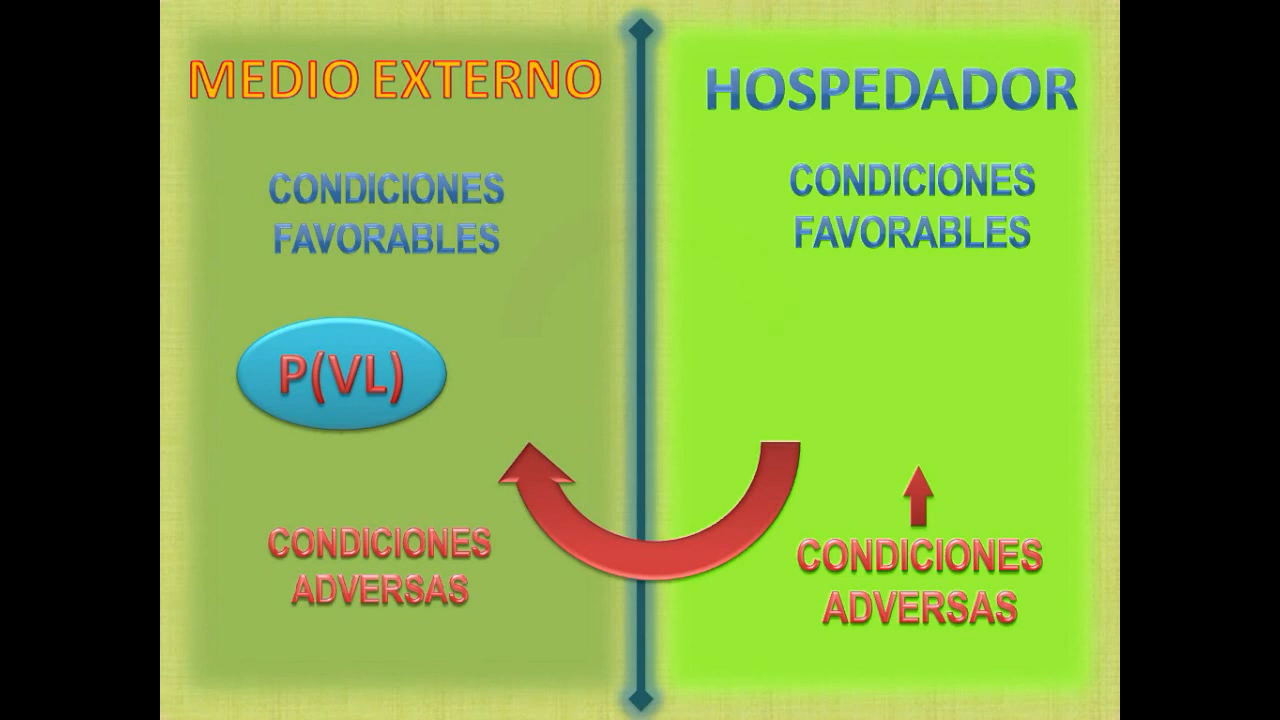 MEDIO EXTERNO
CONDICIONES
FAVORABLES
P(VL)
CONDICIONES
ADVERSAS
HOSPEDADOR
CONDICIONES
FAVORABLES
CONDICIONES
ADVERSAS